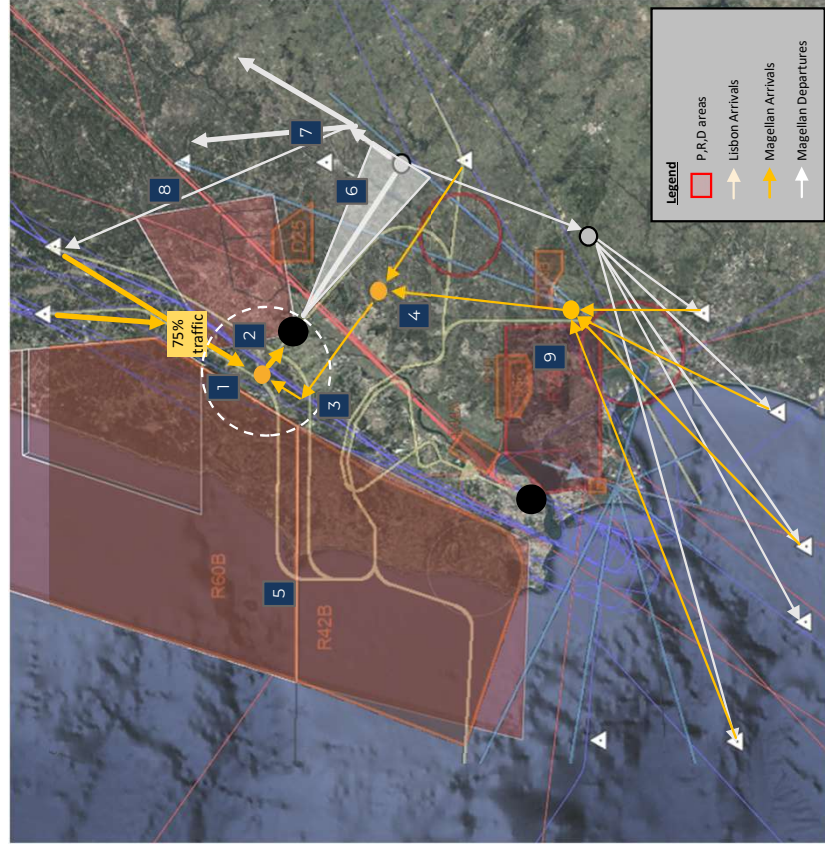 8
7
6
D25
75%
traffic
2
1
3
4
R60B
5
R42B
9
Legend
P,R,D areas
Lisbon Arrivals
Magellan Arrivals
Magellan Departures